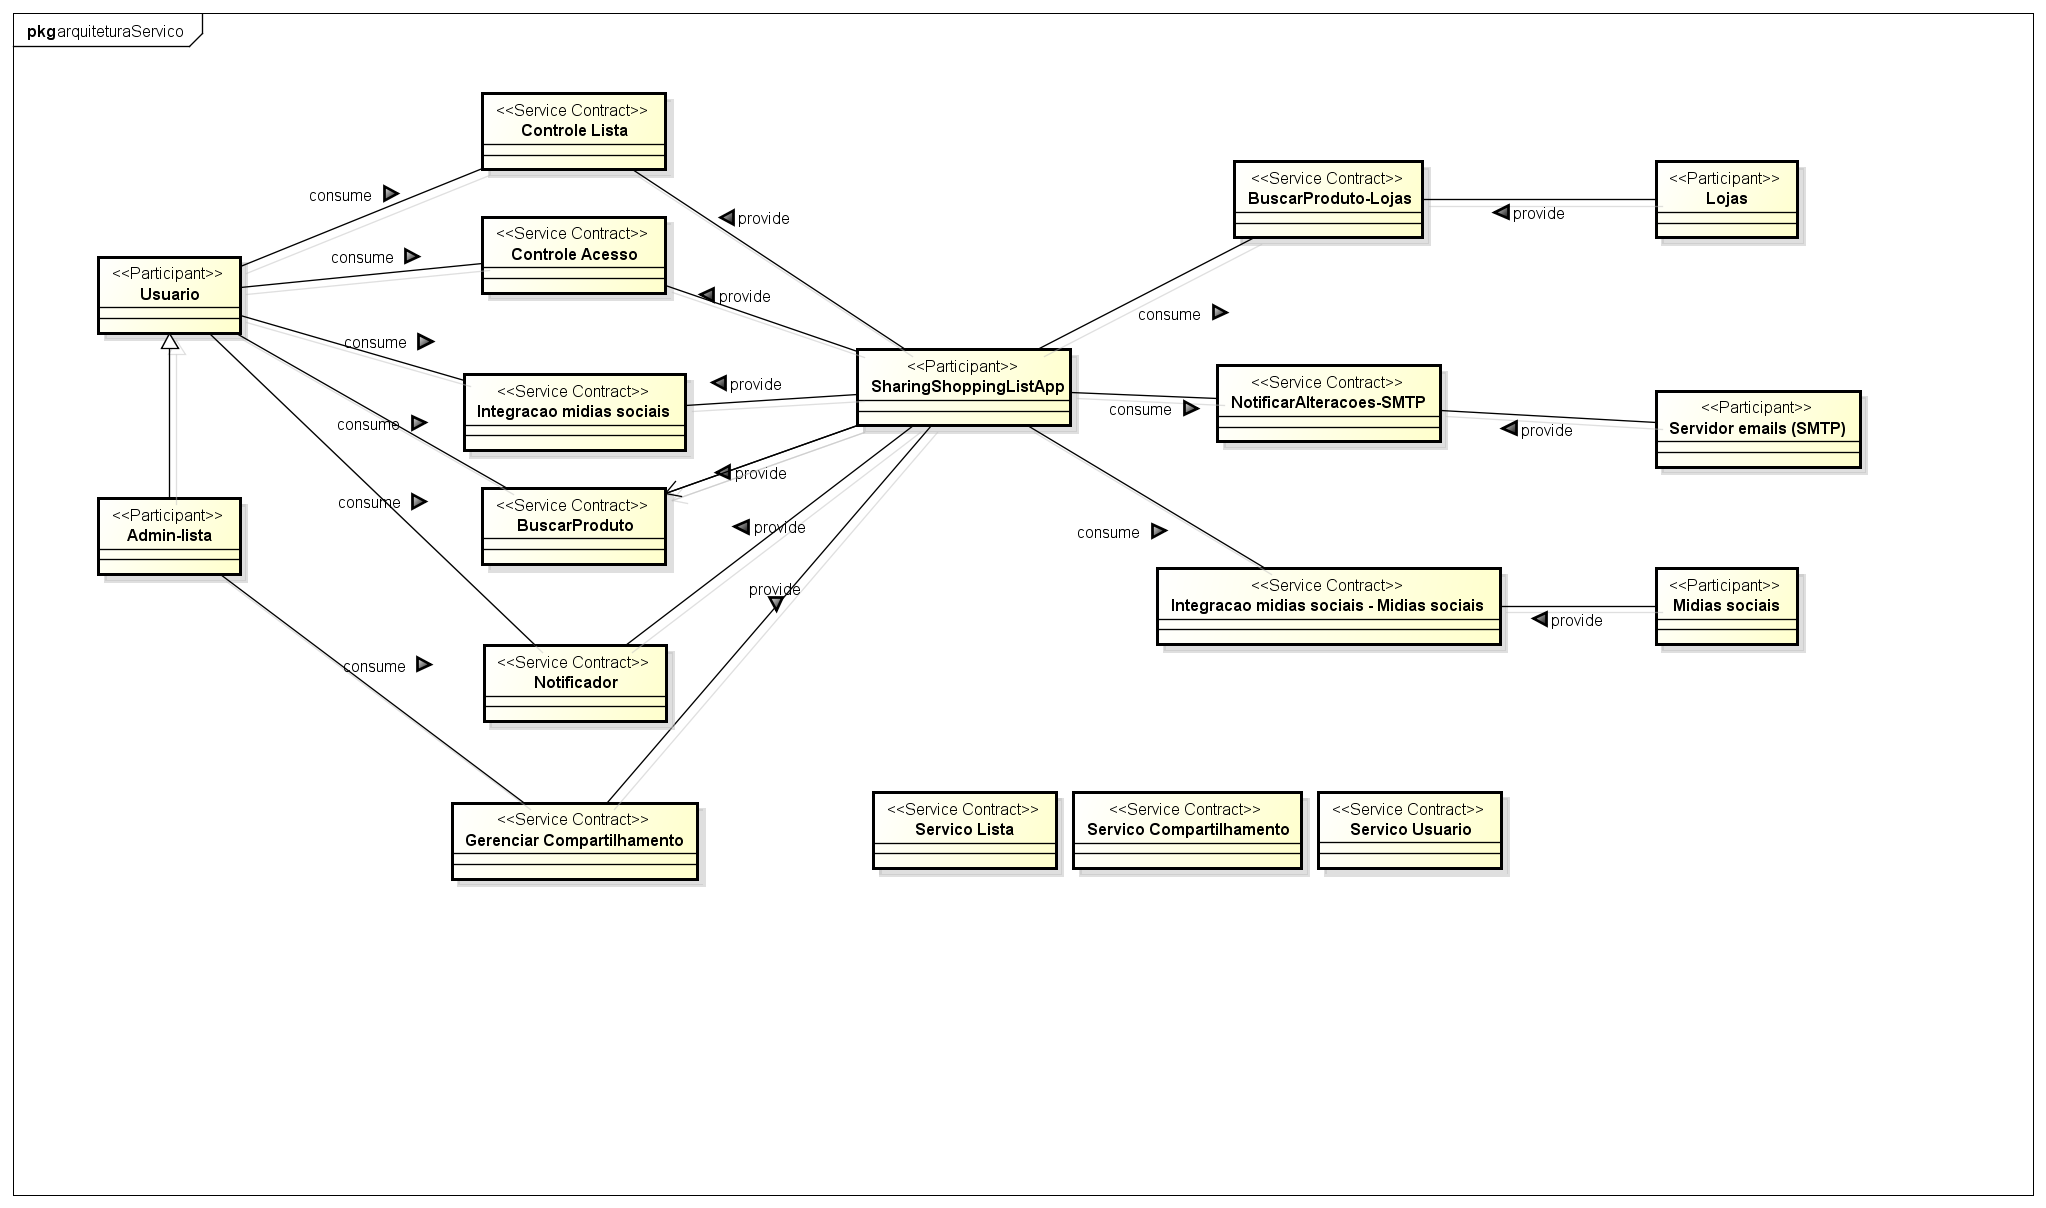 pkg arquiteturaServico
<<Service Contract>>
Controle Lista
consume
provide
<<Service Contract>>
Controle Acesso
consume
provide
<<Participant>>
Usuario
<<Service Contract>>
BuscarProduto-Lojas
provide
<<Participant>>
Lojas
consume
consume
<<Service Contract>>
Integracao midias sociais
provide
<<Participant>>
SharingShoppingListApp
consume
<<Service Contract>>
NotificarAlteracoes-SMTP
provide
<<Participant>>
Servidor emails (SMTP)
consume
provide
<<Service Contract>>
BuscarProduto
consume
provide
<<Participant>>
Admin-lista
consume
<<Service Contract>>
Integracao midias sociais - Midias sociais
provide
<<Participant>>
Midias sociais
provide
<<Service Contract>>
Notificador
consume
<<Service Contract>>
Gerenciar Compartilhamento
<<Service Contract>>
Servico Lista
<<Service Contract>>
Servico Compartilhamento
<<Service Contract>>
Servico Usuario